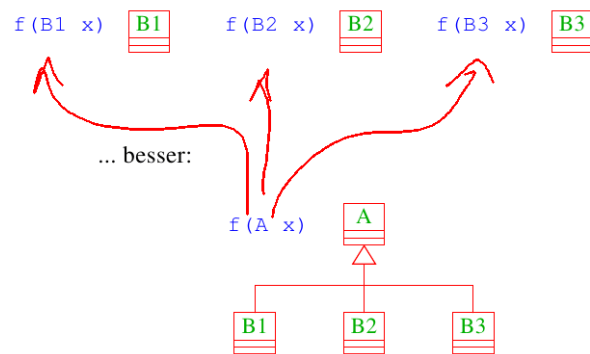 f(B1 x) B1 f(B2 x) B2 f(B3 x) B3
... besser:
f(A x) A
B1 B2 B3